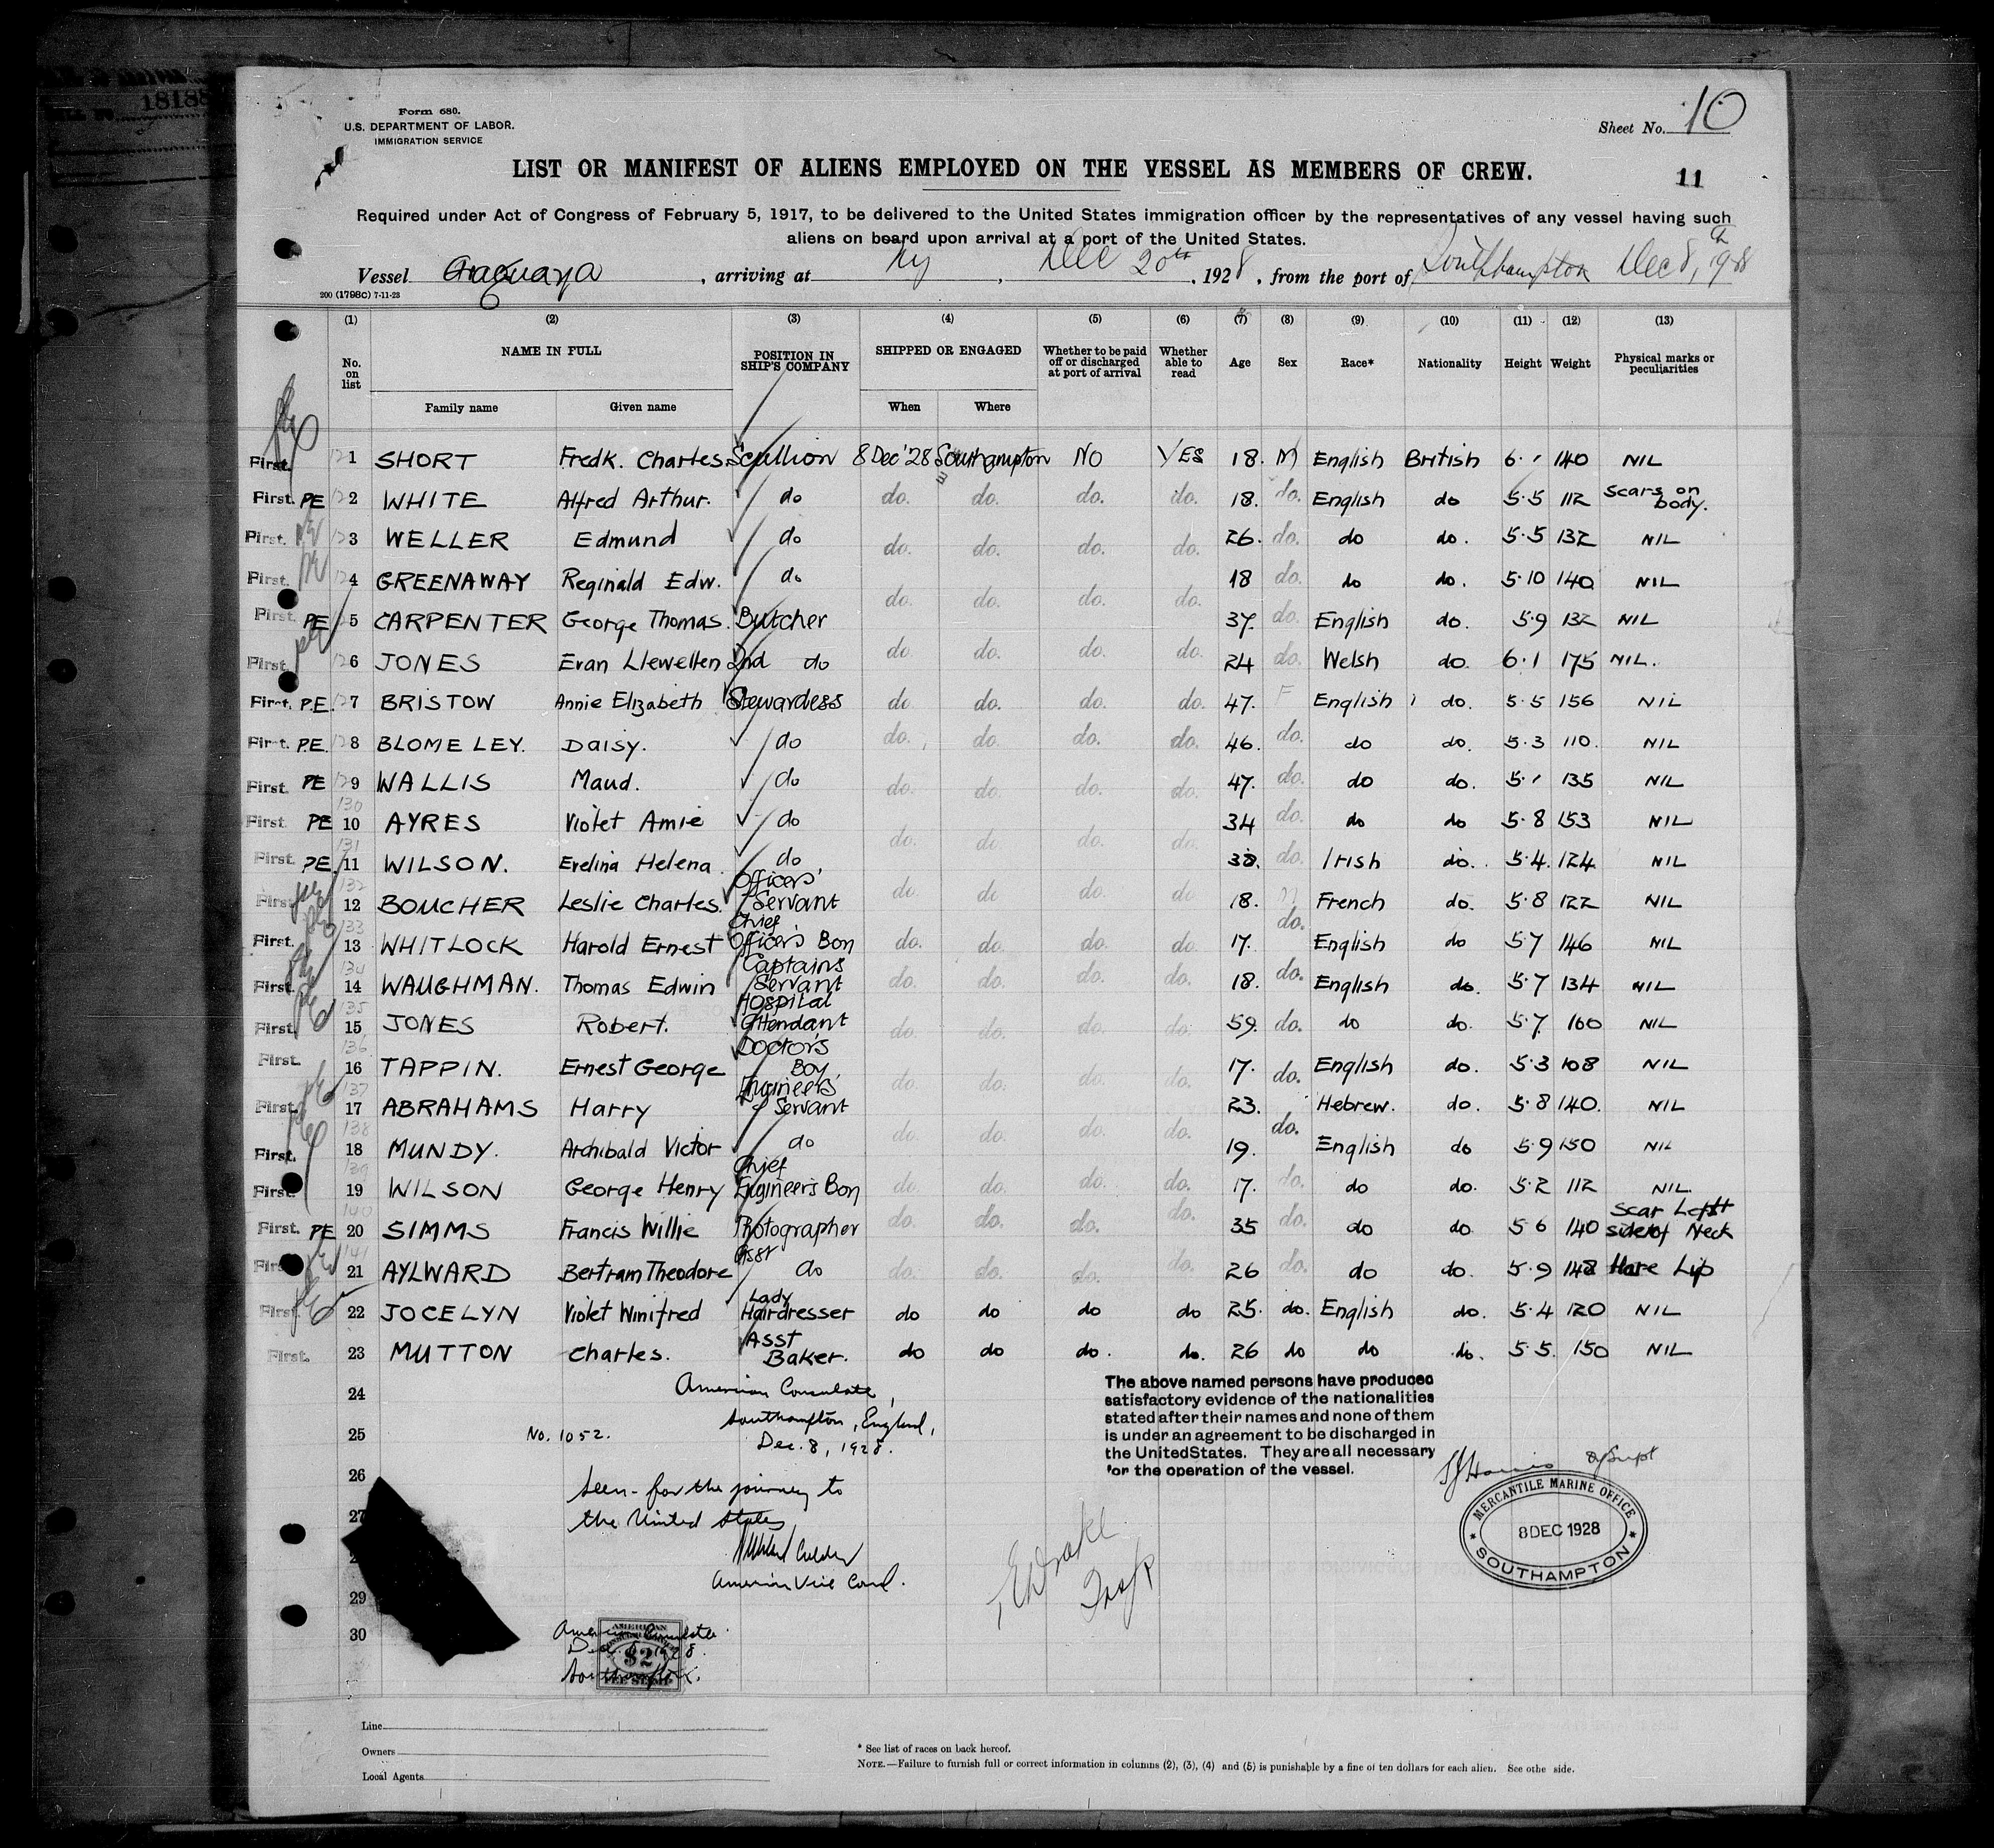 18188
Form 680.
U.S. DEPARTMENT OF LABOR.
IMMIGRATION SERVICE
Sheet No. 10
LIST OR MANIFEST OF ALIENS EMPLOYED ON THE VESSEL AS MEMBERS OF CREW.
11
Required under Act of Congress of February 5, 1917, to be delivered to the United States immigration officer by the representatives of any vessel having such
aliens on board upon arrival at a port of the United States.
Vessel Araguaya, arriving at Ny, Dec 20th, 1928, from the port of Southampton Dec 8th, 1928
200 (1798c) 7-11-23
(1) (2) (3) (4) (5) (6) (7) (8) (9) (10) (11) (12) (13)
No. on list NAME IN FULL POSITION IN SHIP'S COMPANY SHIPPED OR ENGAGED Whether to be paid off or discharged at port of arrival Whether able to read Age Sex Race* Nationality Height Weight Physical marks or peculiarities
Family name Given name When Where
First. 1 SHORT Fredk. Charles Scullion 8 Dec '28 Southampton No YES 18. M English British 6.1 140 NIL
First. PE 2 WHITE Alfred Arthur. do do. do. do. do. 18. do. English do 5.5 112 Scars on body.
First. 3 WELLER Edmund do do. do. do. do. 26. do. do do. 5.5 132 NIL
First. 4 GREENAWAY Reginald Edw. do do. do. do. do. 18 do. do do. 5.10 140 NIL
First. PE 5 CARPENTER George Thomas. Butcher 37. do. English do. 5.9 132 NIL
First. 6 JONES Evan Llewellen 2nd do do. do. do. do. 24 do. Welsh do. 6.1 175 NIL.
First. P.E. 7 BRISTOW Annie Elizabeth Stewardess do do. do. do. 47. F English do. 5.5 156 NIL
First. PE. 8 BLOMELEY. Daisy. do do. do. do. do. 46. do. do do. 5.3 110. NIL
First. PE 9 WALLIS Maud. do do. do. do. do. 47. do. do do. 5.1 135 NIL
First. PE 10 AYRES Violet Amie do do. do do. do. 34 do. do do 5.8 153 NIL
First. PE. 11 WILSON. Evelina Helena. do 38. do. Irish do. 5.4. 124 NIL
First. 12 BOUCHER Leslie Charles. Officers' Servant do. do do. do 18. M French do. 5.8 122 NIL
First. 13 WHITLOCK Harold Ernest Chief Officer's Boy do. do. do. do. 17. do. English do 5.7 146 NIL
First. 14 WAUGHMAN. Thomas Edwin Captains Servant do. do. do. do. 18. do. English do. 5.7 134 NIL
First. 15 JONES Robert. Hospital Attendant do. do. do. do. 59. do. do do. 5.7. 160 NIL
First. 16 TAPPIN. Ernest George Doctor's Boy. do. do. do. do. 17. do. English do. 5.3 108 NIL
First. 17 ABRAHAMS Harry Engineers' Servant 23. Hebrew. do. 5.8 140. NIL
First. 18 MUNDY. Archibald Victor do do. do. do. do. 19. do. English do 5.9 150 NIL
First. 19 WILSON George Henry Chief Engineer's Boy do. do. do. do. 17. do. do do. 5.2 112 NIL.
First. PE 20 SIMMS Francis Willie Photographer do. do. do. do. 35 do. do do 5 6 140 Scar Left side of Neck
First. 21 AYLWARD Bertram Theodore Asst do do. do. do. do. 26 do. do do. 5.9 148 Hare Lip
First. 22 JOCELYN Violet Winifred Lady Hairdresser do do do do 25. do. English do. 5.4 120 NIL
First. 23 MUTTON Charles. Asst Baker. do do do. do. 26 do do do. 5.5. 150 NIL
24
25
26
27
29
30
American Consulate,
Southampton, England,
No. 1052.
Dec. 8, 1928.
Seen - for the journey to
the United States
American Vice Consul.
The above named persons have produced
satisfactory evidence of the nationalities
stated after their names and none of them
is under an agreement to be discharged in
the United States. They are all necessary
for the operation of the vessel.
MERCANTILE MARINE OFFICE
8 DEC 1928
SOUTHAMPTON
E Drake
Insp
American Consulate
Southampton.
AMERICAN
$2
FEE STAMP
Line
Owners
Local Agents
* See list of races on back hereof.
NOTE.—Failure to furnish full or correct information in columns (2), (3), (4) and (5) is punishable by a fine of ten dollars for each alien. See othe side.